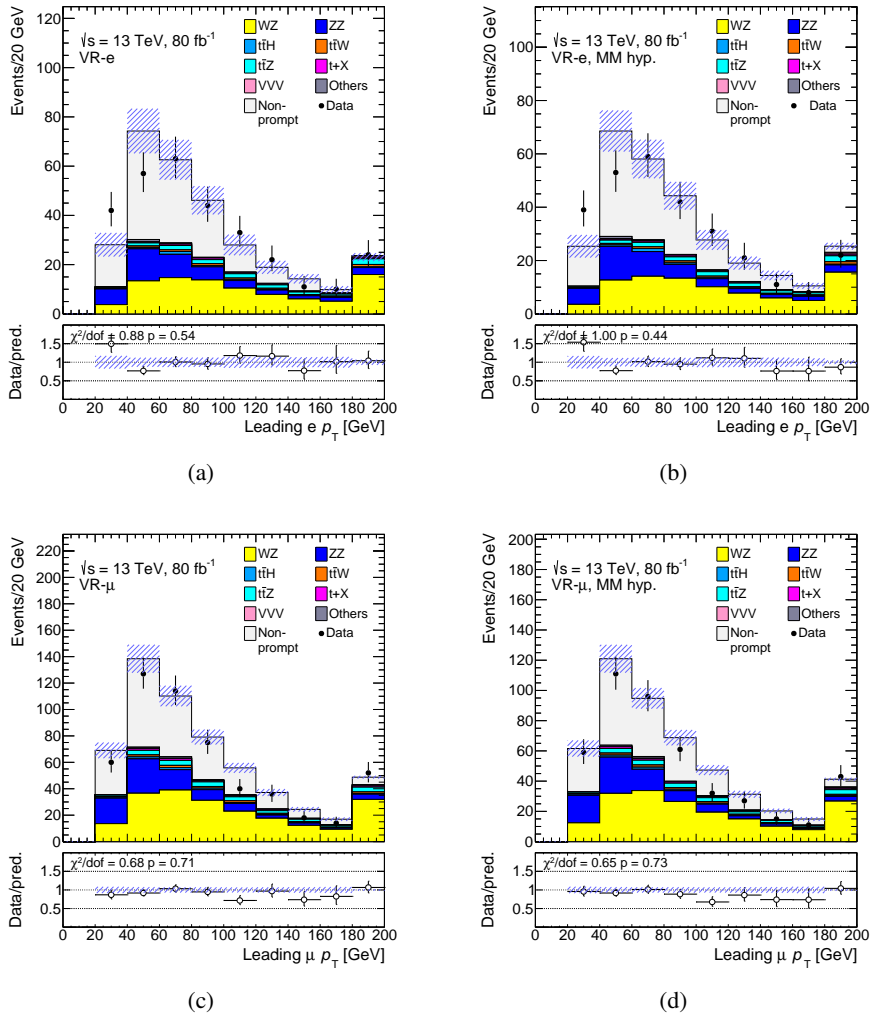 Events/20 GeV
120
100
80
60
40
20
0
√s = 13 TeV, 80 fb⁻¹
VR-e
WZ ZZ
tt̄H tt̄W
tt̄Z t+X
VVV Others
Non-prompt Data
Data/pred.
1.5
1
0.5
χ²/dof = 0.88 p = 0.54
0 20 40 60 80 100 120 140 160 180 200
Leading e p_T [GeV]
(a)
Events/20 GeV
100
80
60
40
20
0
√s = 13 TeV, 80 fb⁻¹
VR-e, MM hyp.
WZ ZZ
tt̄H tt̄W
tt̄Z t+X
VVV Others
Non-prompt Data
Data/pred.
1.5
1
0.5
χ²/dof = 1.00 p = 0.44
0 20 40 60 80 100 120 140 160 180 200
Leading e p_T [GeV]
(b)
Events/20 GeV
220
200
180
160
140
120
100
80
60
40
20
0
√s = 13 TeV, 80 fb⁻¹
VR-μ
WZ ZZ
tt̄H tt̄W
tt̄Z t+X
VVV Others
Non-prompt Data
Data/pred.
1.5
1
0.5
χ²/dof = 0.68 p = 0.71
0 20 40 60 80 100 120 140 160 180 200
Leading μ p_T [GeV]
(c)
Events/20 GeV
200
180
160
140
120
100
80
60
40
20
0
√s = 13 TeV, 80 fb⁻¹
VR-μ, MM hyp.
WZ ZZ
tt̄H tt̄W
tt̄Z t+X
VVV Others
Non-prompt Data
Data/pred.
1.5
1
0.5
χ²/dof = 0.65 p = 0.73
0 20 40 60 80 100 120 140 160 180 200
Leading μ p_T [GeV]
(d)